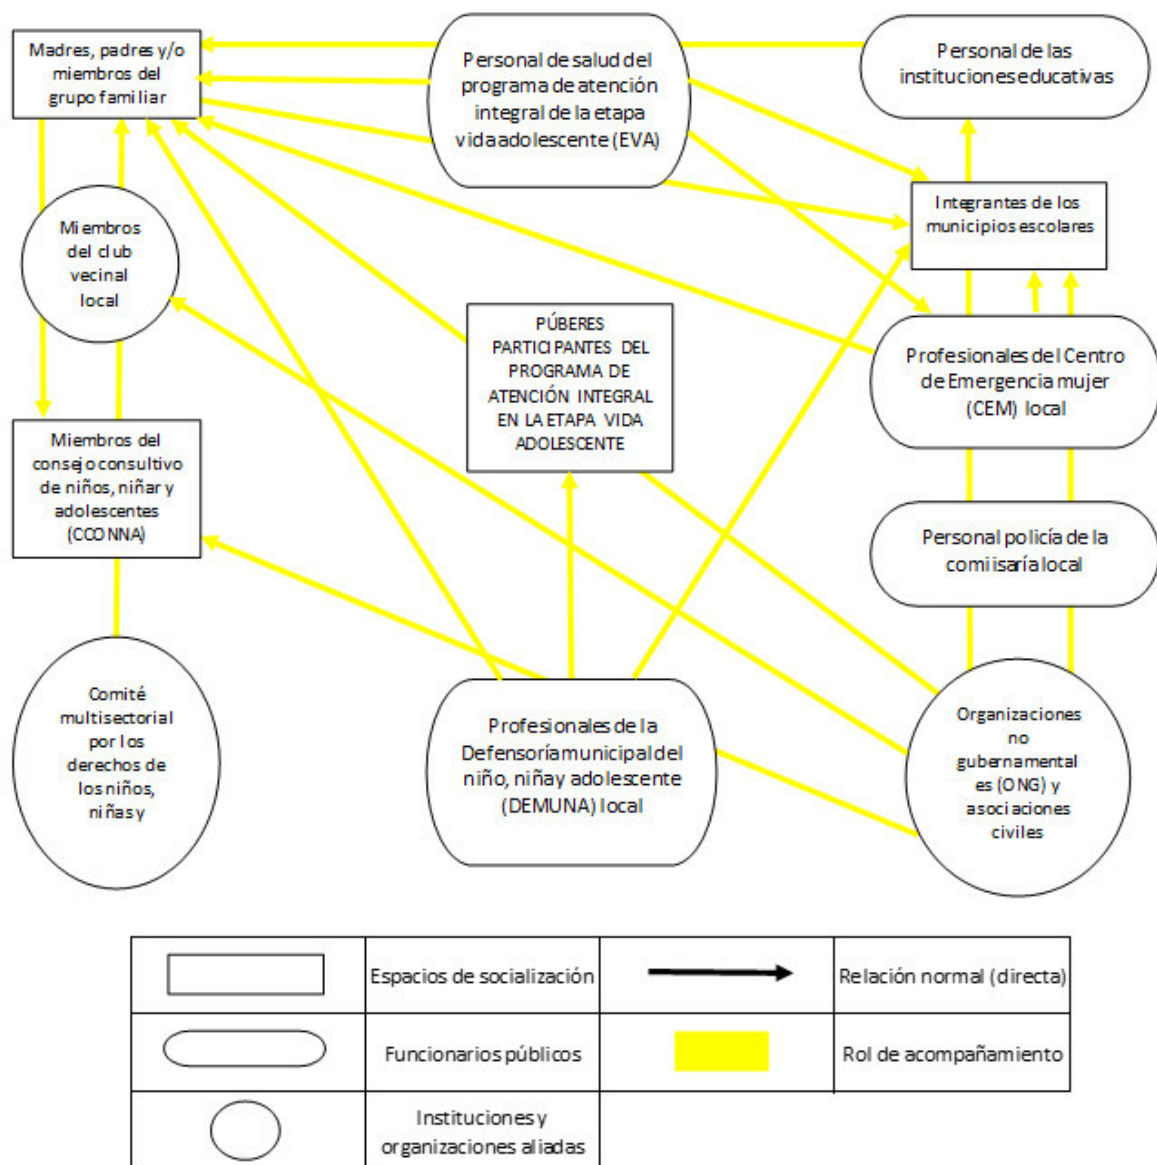 Madres, padres y/o
miembros del
grupo familiar
Personal de salud del
programa de atención
integral de la etapa
vida adolescente (EVA)
Personal de las
instituciones educativas
Miembros
del club
vecinal
local
Integrantes de los
municipios escolares
PÚBERES
PARTICIPANTES DEL
PROGRAMA DE
ATENCIÓN INTEGRAL
EN LA ETAPA VIDA
ADOLESCENTE
Profesionales del Centro
de Emergencia mujer
(CEM) local
Miembros del
consejo consultivo
de niños, niñar y
adolescentes
(CCONNA)
Personal policía de la
comiisaría local
Comité
multisectorial
por los
derechos de
los niños,
niñas y
Profesionales de la
Defensoría municipal del
niño, niña y adolescente
(DEMUNA) local
Organizaciones
no
gubernamental
es (ONG) y
asociaciones
civiles
Espacios de socialización
Relación normal (directa)
Funcionarios públicos
Rol de acompañamiento
Instituciones y
organizaciones aliadas